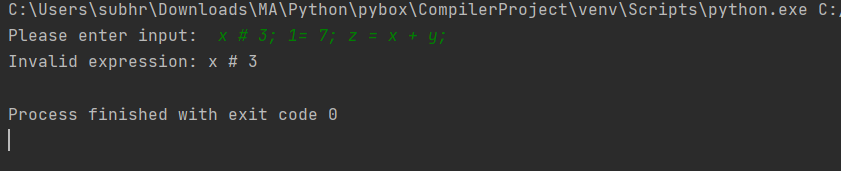 C:\Users\subhr\Downloads\MA\Python\pybox\CompilerProject\venv\Scripts\python.exe C:/
Please enter input:  x # 3; 1= 7; z = x + y;
Invalid expression: x # 3
Process finished with exit code 0